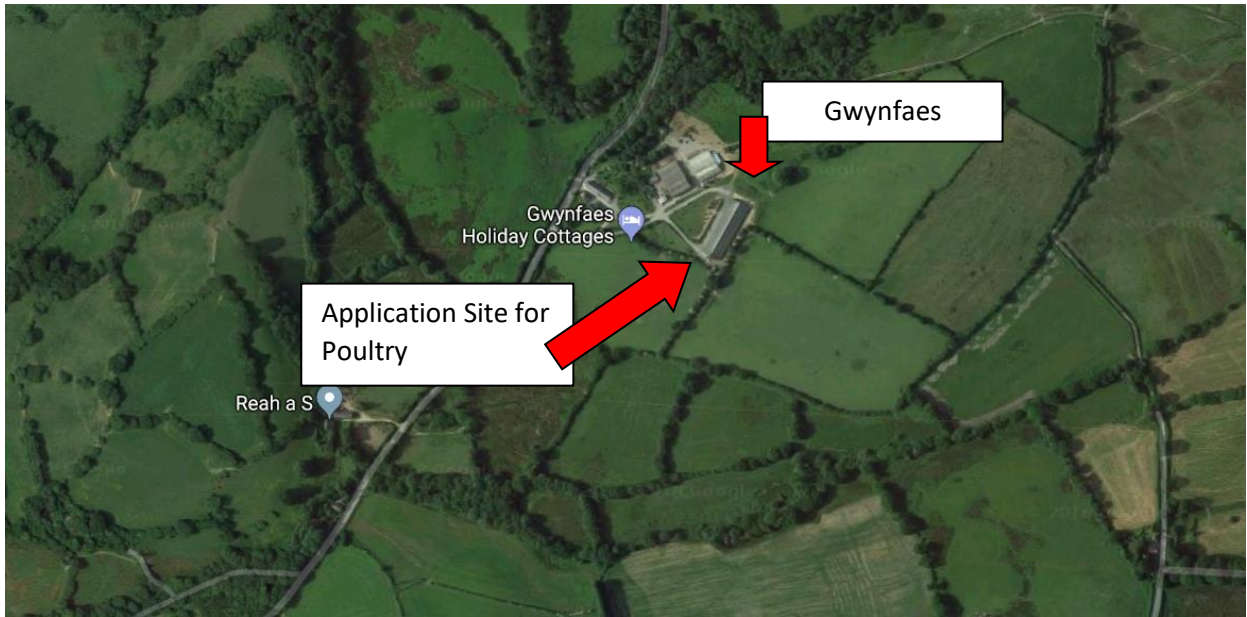 Gwynfaes
Gwynfaes
Holiday Cottages
Application Site for
Poultry
Reah a S